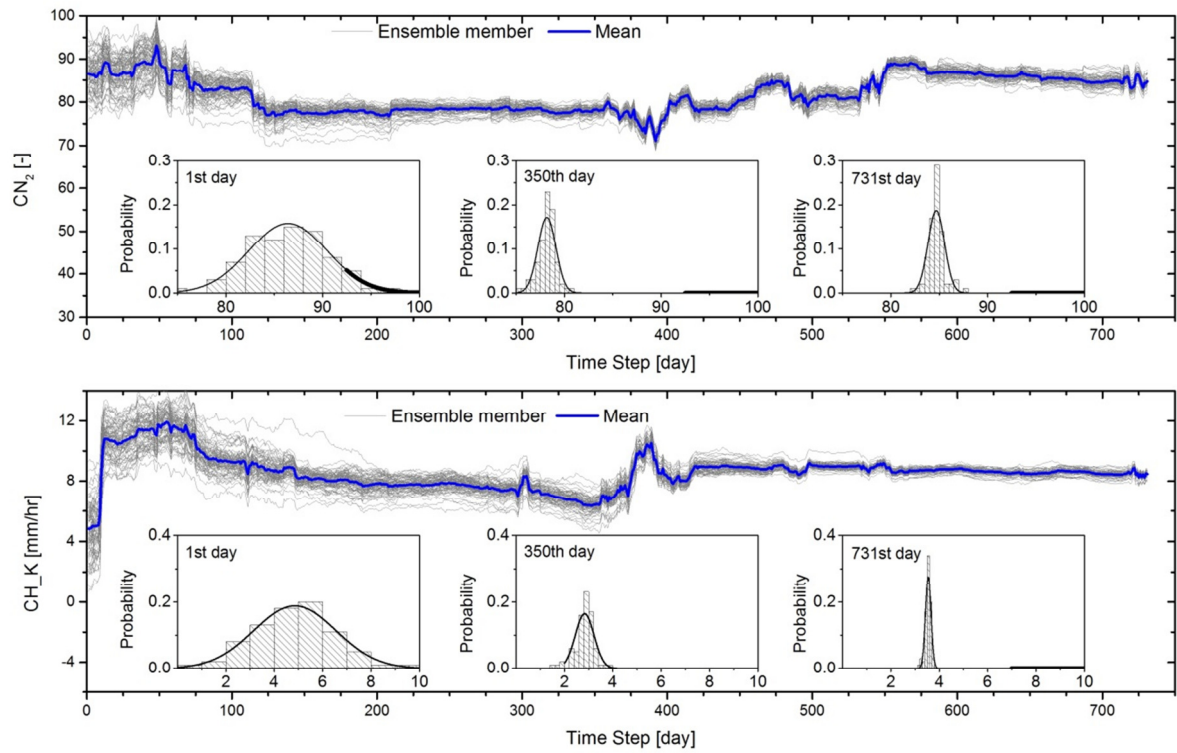 Ensemble member Mean
100
90
80
70
60
50
40
30
CN2 [-]
1st day
Probability
0.3
0.2
0.1
0.0
80 90 100
350th day
Probability
0.3
0.2
0.1
0.0
80 90 100
731st day
Probability
0.3
0.2
0.1
0.0
80 90 100
0 100 200 300 400 500 600 700
Time Step [day]
Ensemble member Mean
12
8
4
0
-4
CH_K [mm/hr]
1st day
Probability
0.4
0.2
0.0
2 4 6 8 10
350th day
Probability
0.4
0.2
0.0
2 4 6 8 10
731st day
Probability
0.4
0.2
0.0
2 4 6 8 10
0 100 200 300 400 500 600 700
Time Step [day]